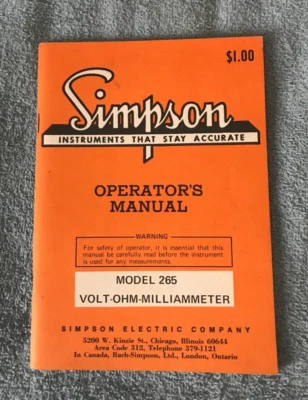 $1.00
Simpson
INSTRUMENTS THAT STAY ACCURATE
OPERATOR'S
MANUAL
WARNING
For safety of operator, it is essential that this
manual be carefully read before the instrument
is used for any measurements.
MODEL 265
VOLT-OHM-MILLIAMMETER
SIMPSON ELECTRIC COMPANY
5200 W. Kinzie St., Chicago, Illinois 60644
Area Code 312, Telephone 379-1121
In Canada, Bach-Simpson, Ltd., London, Ontario